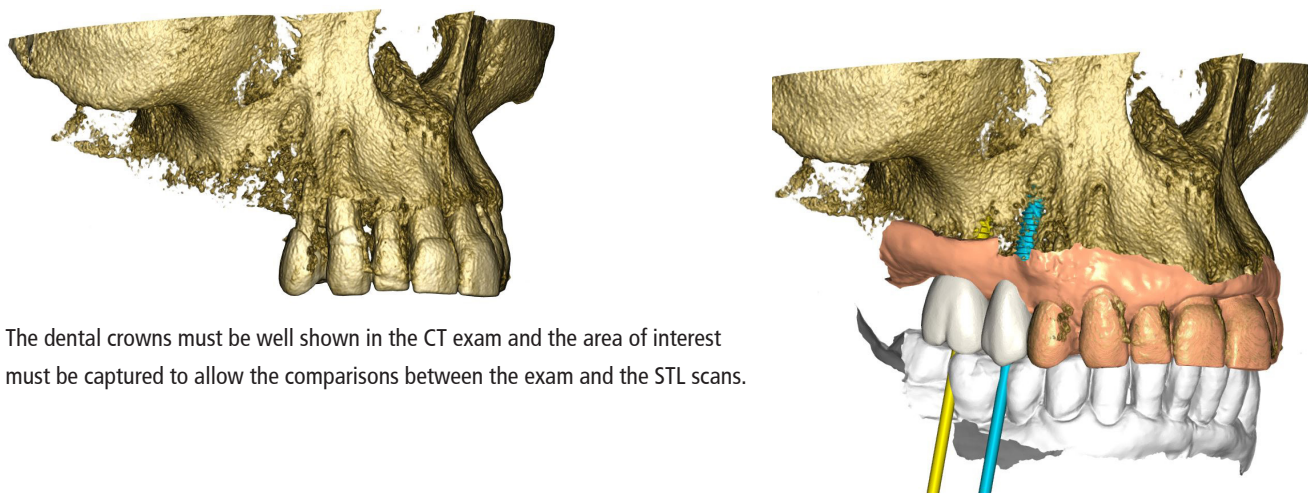 The dental crowns must be well shown in the CT exam and the area of interest
must be captured to allow the comparisons between the exam and the STL scans.